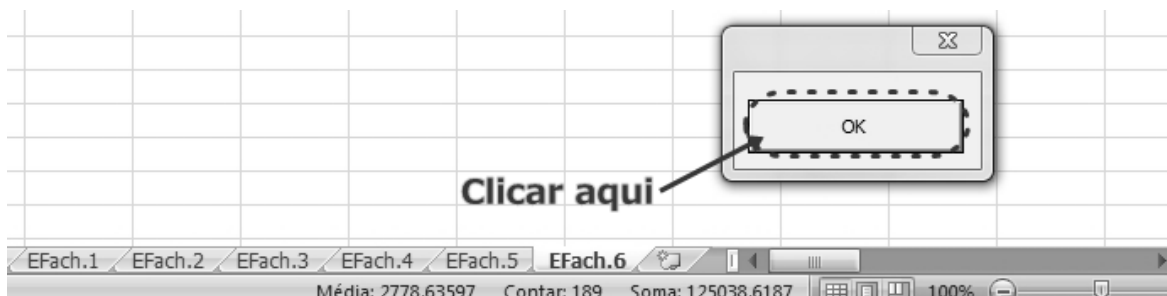 OK
Clicar aqui
EFach.1 EFach.2 EFach.3 EFach.4 EFach.5 EFach.6
Média: 2778,63597 Contar: 189 Soma: 125038,6187 100%